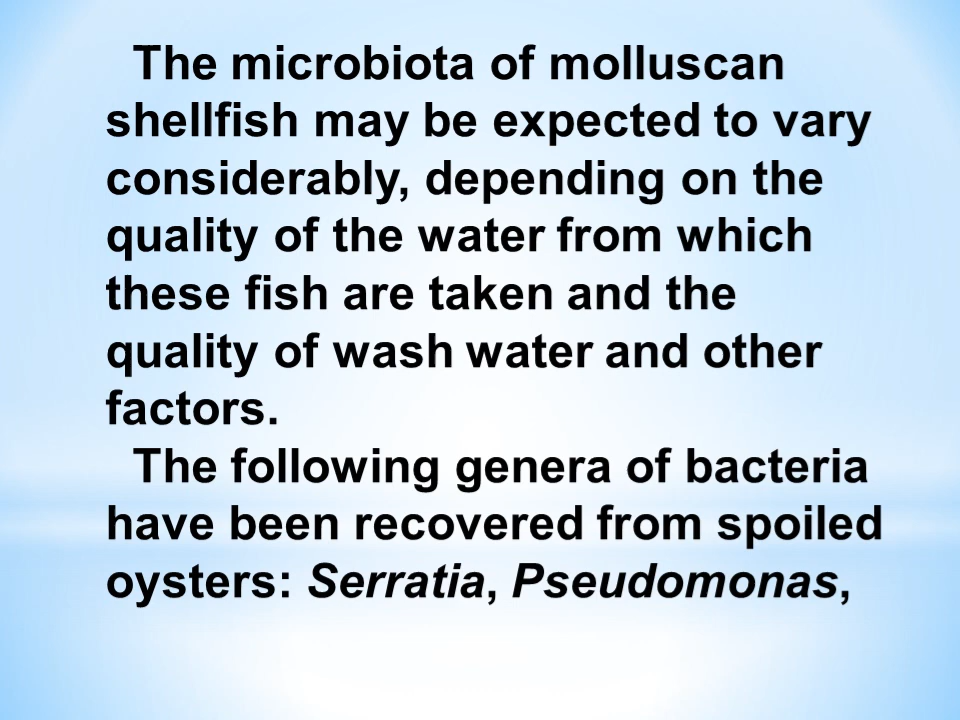 The microbiota of molluscan
shellfish may be expected to vary
considerably, depending on the
quality of the water from which
these fish are taken and the
quality of wash water and other
factors.
The following genera of bacteria
have been recovered from spoiled
oysters: Serratia, Pseudomonas,